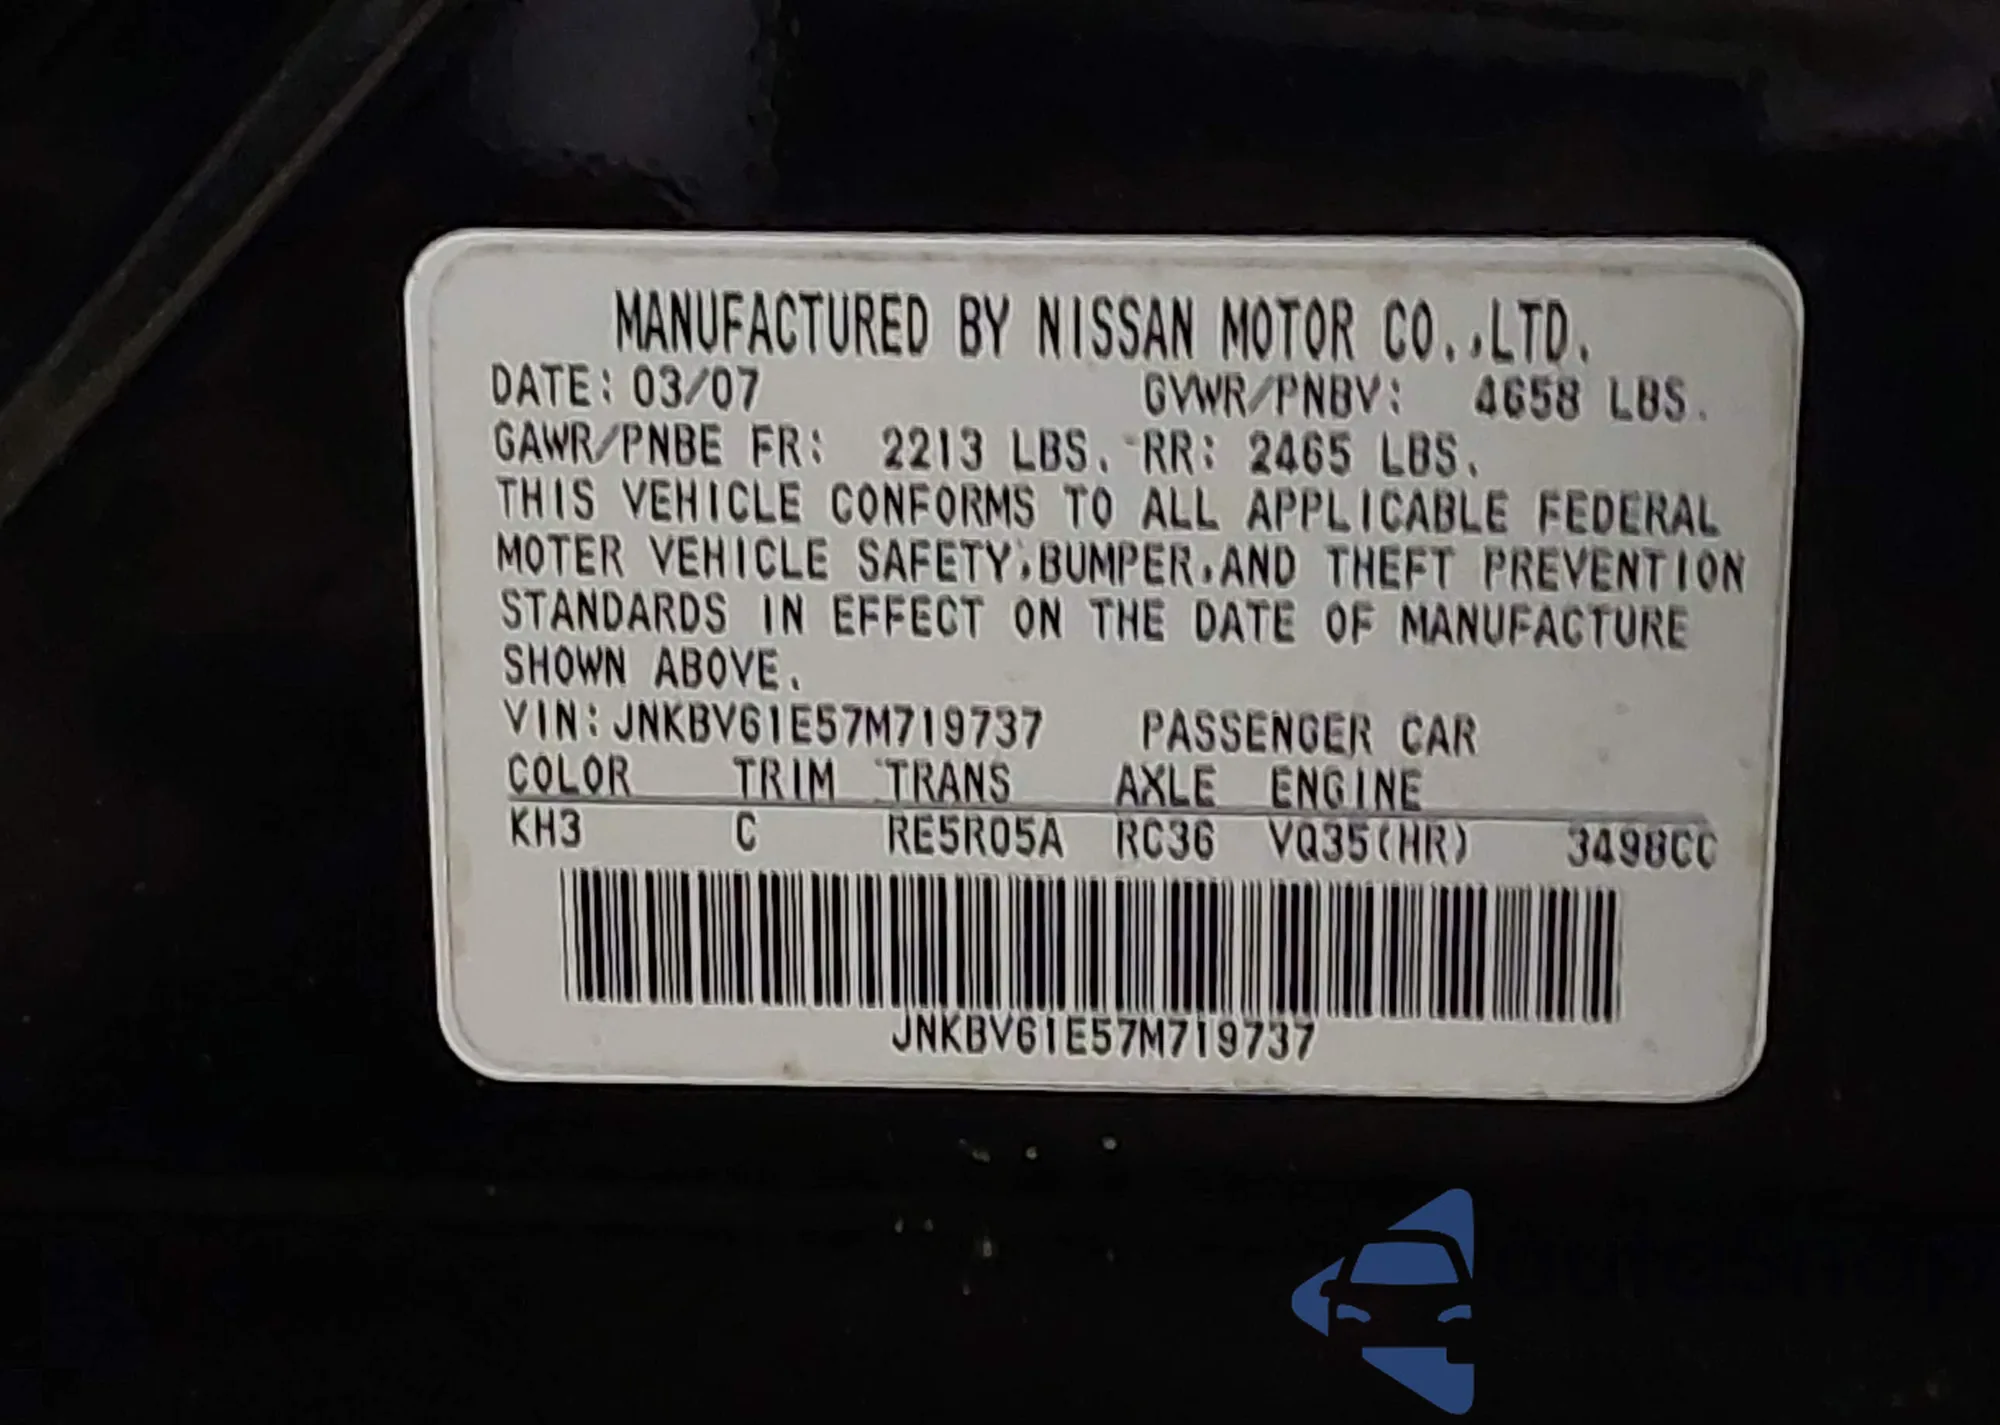 MANUFACTURED BY NISSAN MOTOR CO.,LTD.
DATE: 03/07 GVWR/PNBV: 4658 LBS.
GAWR/PNBE FR: 2213 LBS. RR: 2465 LBS.
THIS VEHICLE CONFORMS TO ALL APPLICABLE FEDERAL
MOTER VEHICLE SAFETY,BUMPER,AND THEFT PREVENTION
STANDARDS IN EFFECT ON THE DATE OF MANUFACTURE
SHOWN ABOVE.
VIN: JNKBV61E57M719737 PASSENGER CAR
COLOR TRIM TRANS AXLE ENGINE
KH3 C RE5R05A RC36 VQ35(HR) 3498CC
JNKBV61E57M719737